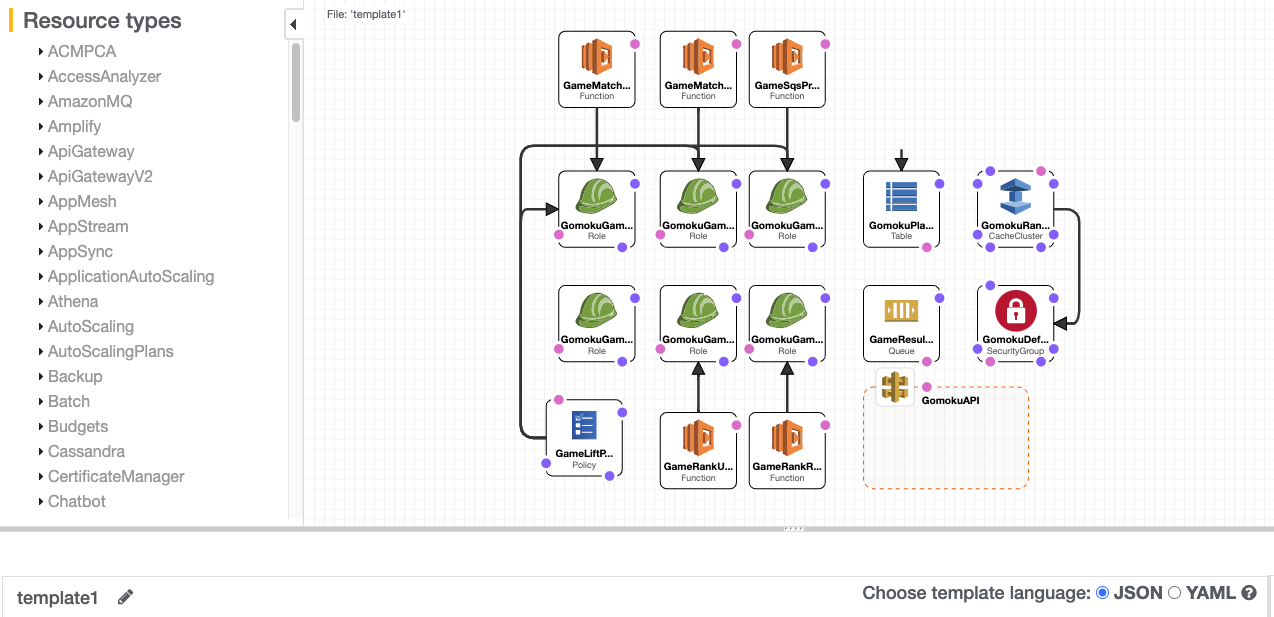 Resource types
ACMPCA
AccessAnalyzer
AmazonMQ
Amplify
ApiGateway
ApiGatewayV2
AppMesh
AppStream
AppSync
ApplicationAutoScaling
Athena
AutoScaling
AutoScalingPlans
Backup
Batch
Budgets
Cassandra
CertificateManager
Chatbot
File: 'template1'
GameMatch...
Function
GameMatch...
Function
GameSqsPr...
Function
GomokuGam...
Role
GomokuGam...
Role
GomokuGam...
Role
GomokuPla...
Table
GomokuRan...
CacheCluster
GomokuGam...
Role
GomokuGam...
Role
GomokuGam...
Role
GameResul...
Queue
GomokuDef...
SecurityGroup
GomokuAPI
GameLiftP...
Policy
GameRankU...
Function
GameRankR...
Function
template1
Choose template language: JSON YAML ?